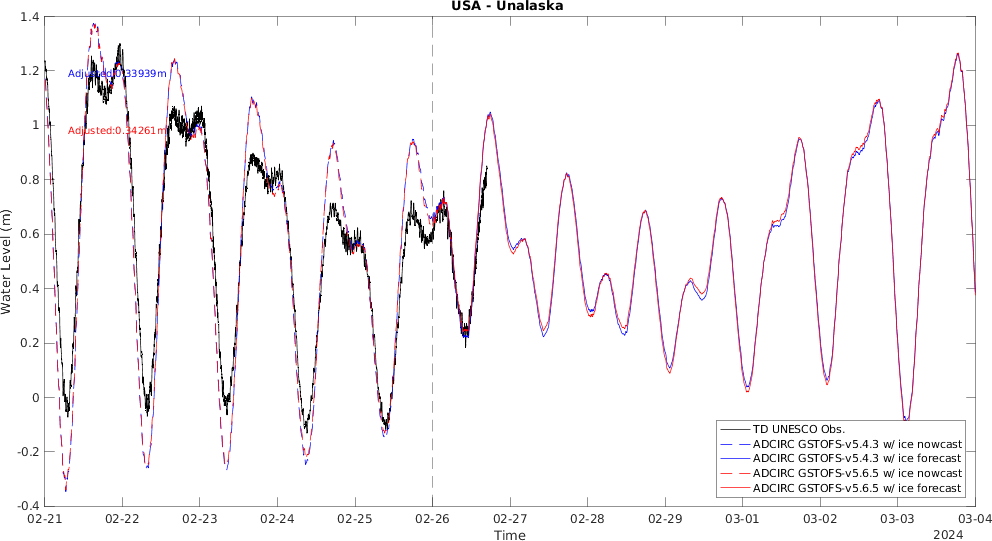 USA - Unalaska
1.4
1.2
1
0.8
0.6
0.4
0.2
0
-0.2
-0.4
Water Level (m)
Adjusted:0.33939m
Adjusted:0.34261m
TD UNESCO Obs.
ADCIRC GSTOFS-v5.4.3 w/ ice nowcast
ADCIRC GSTOFS-v5.4.3 w/ ice forecast
ADCIRC GSTOFS-v5.6.5 w/ ice nowcast
ADCIRC GSTOFS-v5.6.5 w/ ice forecast
02-21 02-22 02-23 02-24 02-25 02-26 02-27 02-28 02-29 03-01 03-02 03-03 03-04
Time
2024